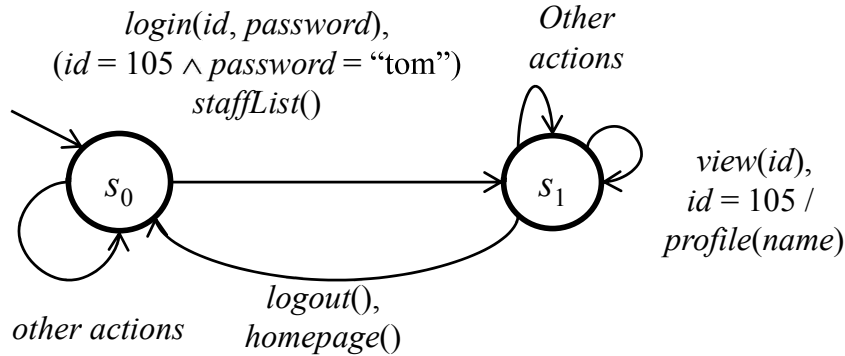 login(id, password),
(id = 105 ∧ password = “tom”)
staffList()
Other
actions
s0
s1
view(id),
id = 105 /
profile(name)
logout(),
homepage()
other actions